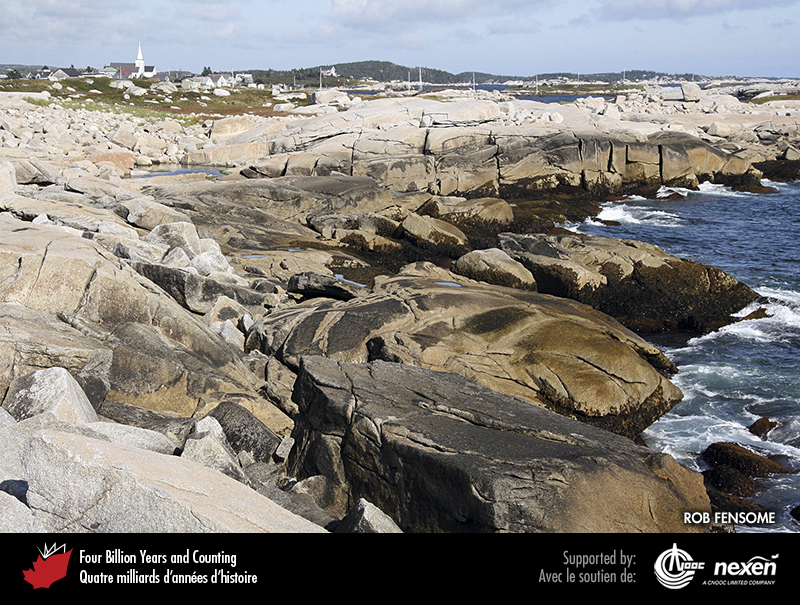 ROB FENSOME
Four Billion Years and Counting
Quatre milliards d'années d'histoire
Supported by:
Avec le soutien de:
CNOOC
nexen
A CNOOC LIMITED COMPANY